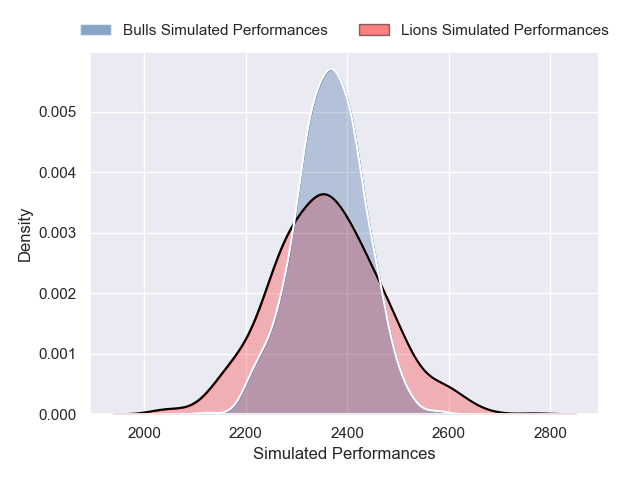 Bulls Simulated Performances Lions Simulated Performances
0.005
0.004
0.003
0.002
0.001
0.000
Density
2000 2200 2400 2600 2800
Simulated Performances